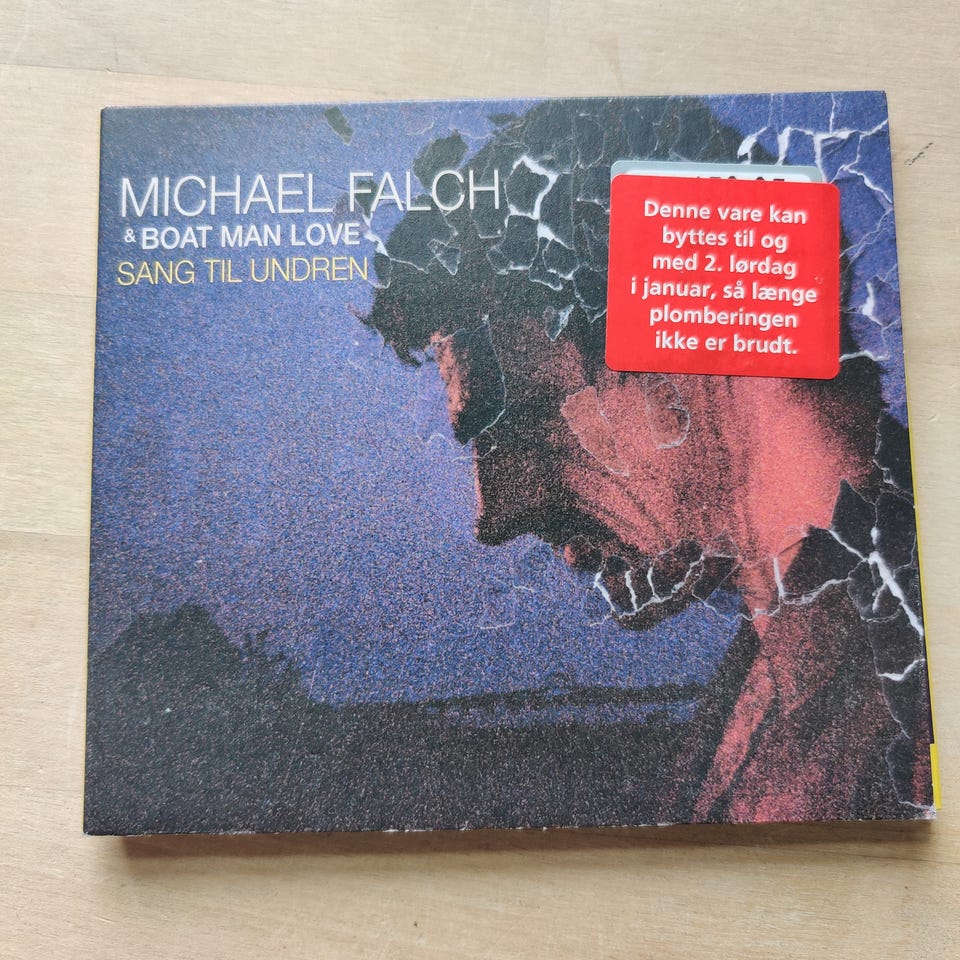 MICHAEL FALCH
& BOAT MAN LOVE
SANG TIL UNDREN
Denne vare kan
byttes til og
med 2. lørdag
i januar, så længe
plomberingen
ikke er brudt.